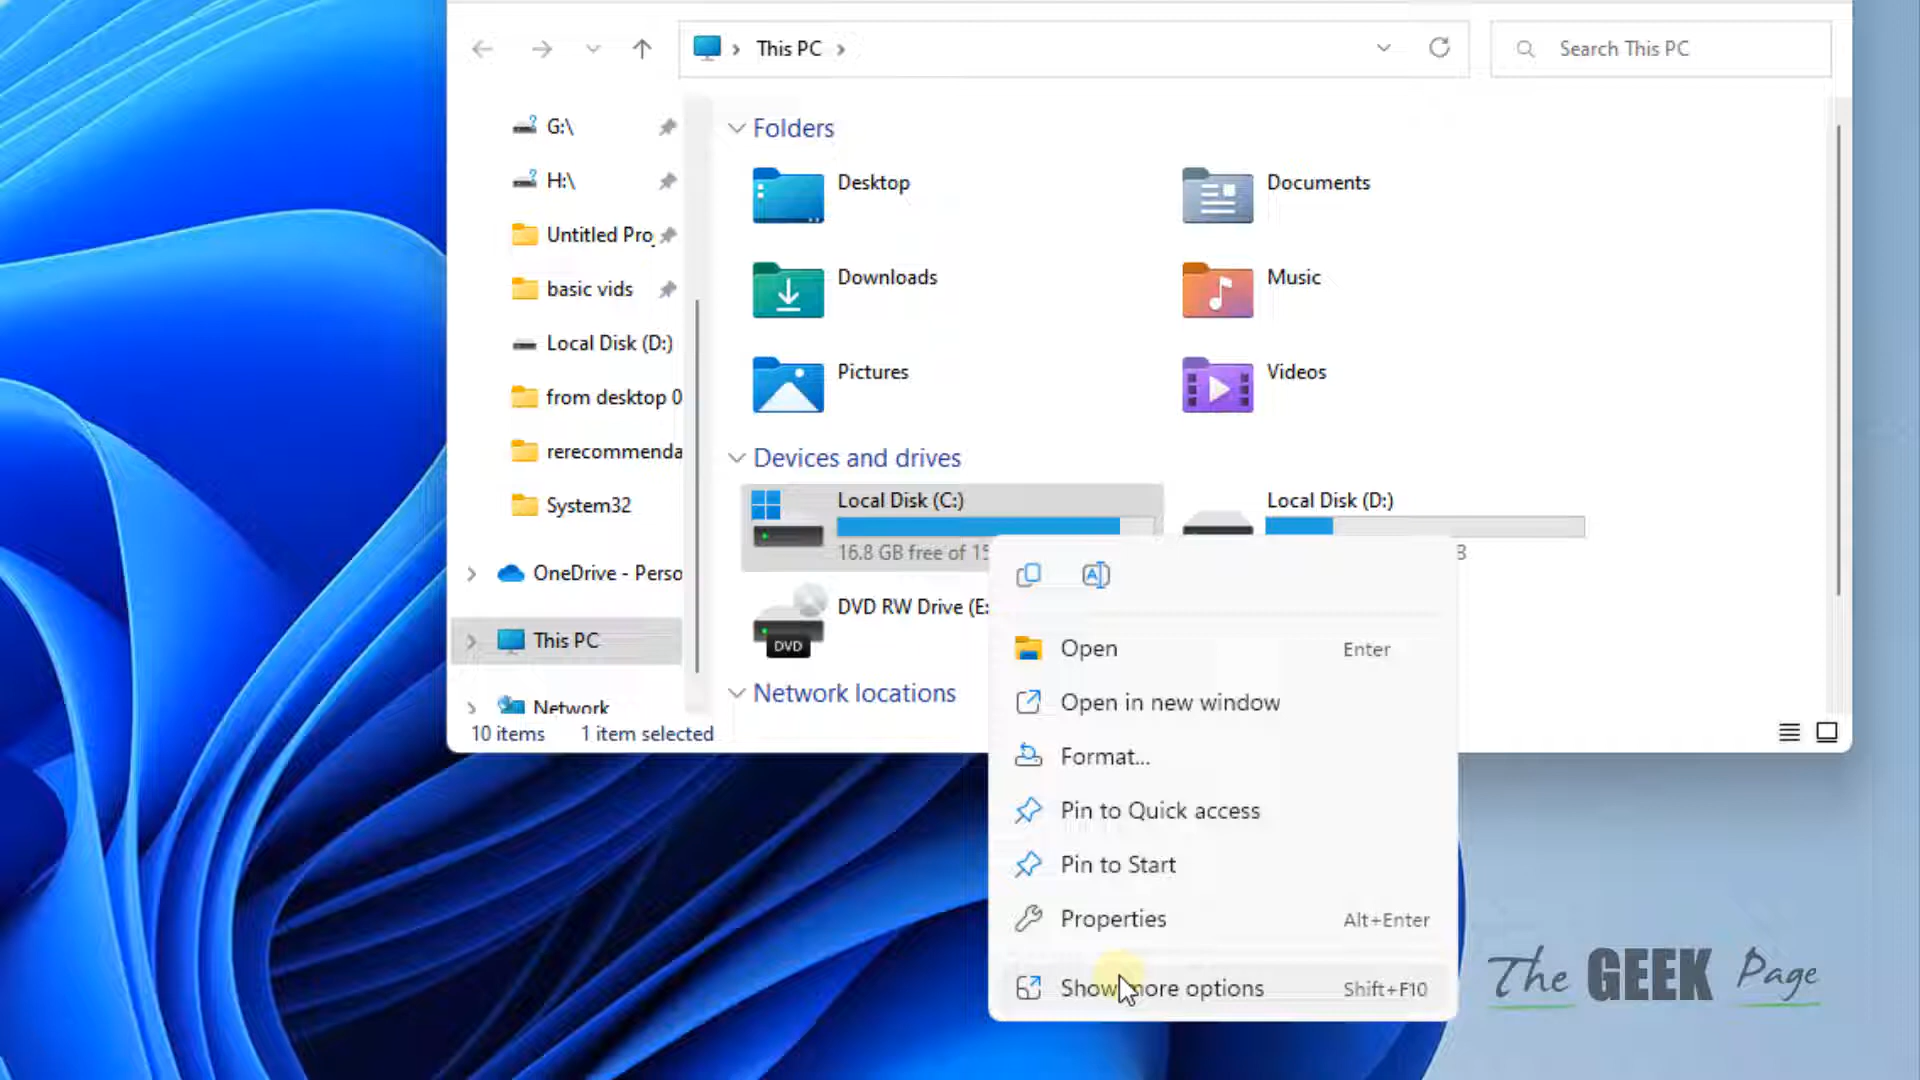 This PC
Search This PC
G:\
H:\
Untitled Pro
basic vids
Local Disk (D:)
from desktop 0
rerecommenda
System32
OneDrive - Perso
This PC
Network
10 items 1 item selected
Folders
Desktop
Documents
Downloads
Music
Pictures
Videos
Devices and drives
Local Disk (C:)
16.8 GB free of 15
Local Disk (D:)
B
DVD RW Drive (E:
DVD
Network locations
Open Enter
Open in new window
Format...
Pin to Quick access
Pin to Start
Properties Alt+Enter
Show more options Shift+F10
The GEEK Page